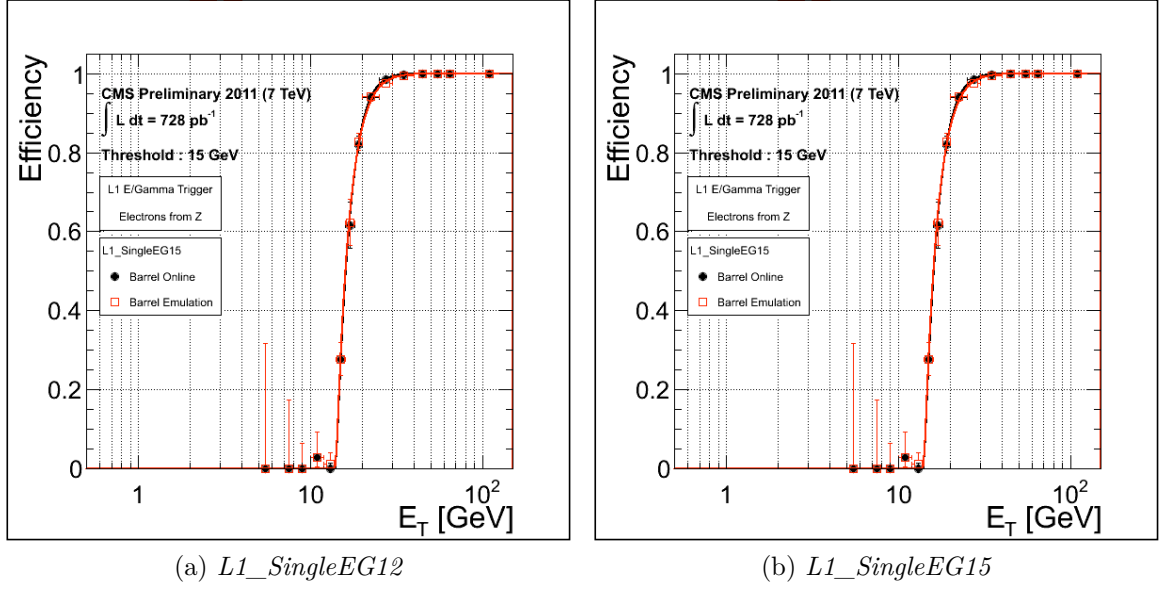 Efficiency
1
0.8
0.6
0.4
0.2
0
CMS Preliminary 2011 (7 TeV)
∫ L dt = 728 pb⁻¹
Threshold : 15 GeV
L1 E/Gamma Trigger
Electrons from Z
L1_SingleEG15
Barrel Online
Barrel Emulation
1 10 10²
E_T [GeV]
(a) L1_SingleEG12
Efficiency
1
0.8
0.6
0.4
0.2
0
CMS Preliminary 2011 (7 TeV)
∫ L dt = 728 pb⁻¹
Threshold : 15 GeV
L1 E/Gamma Trigger
Electrons from Z
L1_SingleEG15
Barrel Online
Barrel Emulation
1 10 10²
E_T [GeV]
(b) L1_SingleEG15